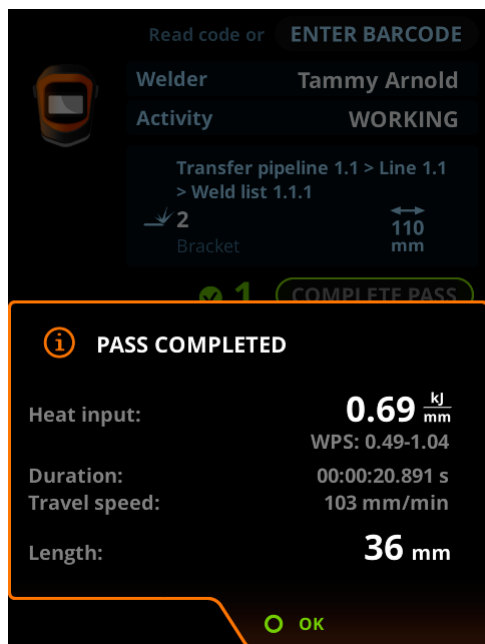 Read code or ENTER BARCODE
Welder Tammy Arnold
Activity WORKING
Transfer pipeline 1.1 > Line 1.1
> Weld list 1.1.1
2
Bracket
110
mm
1 COMPLETE PASS
PASS COMPLETED
Heat input: 0.69 kJ/mm
WPS: 0.49-1.04
Duration: 00:00:20.891 s
Travel speed: 103 mm/min
Length: 36 mm
OK